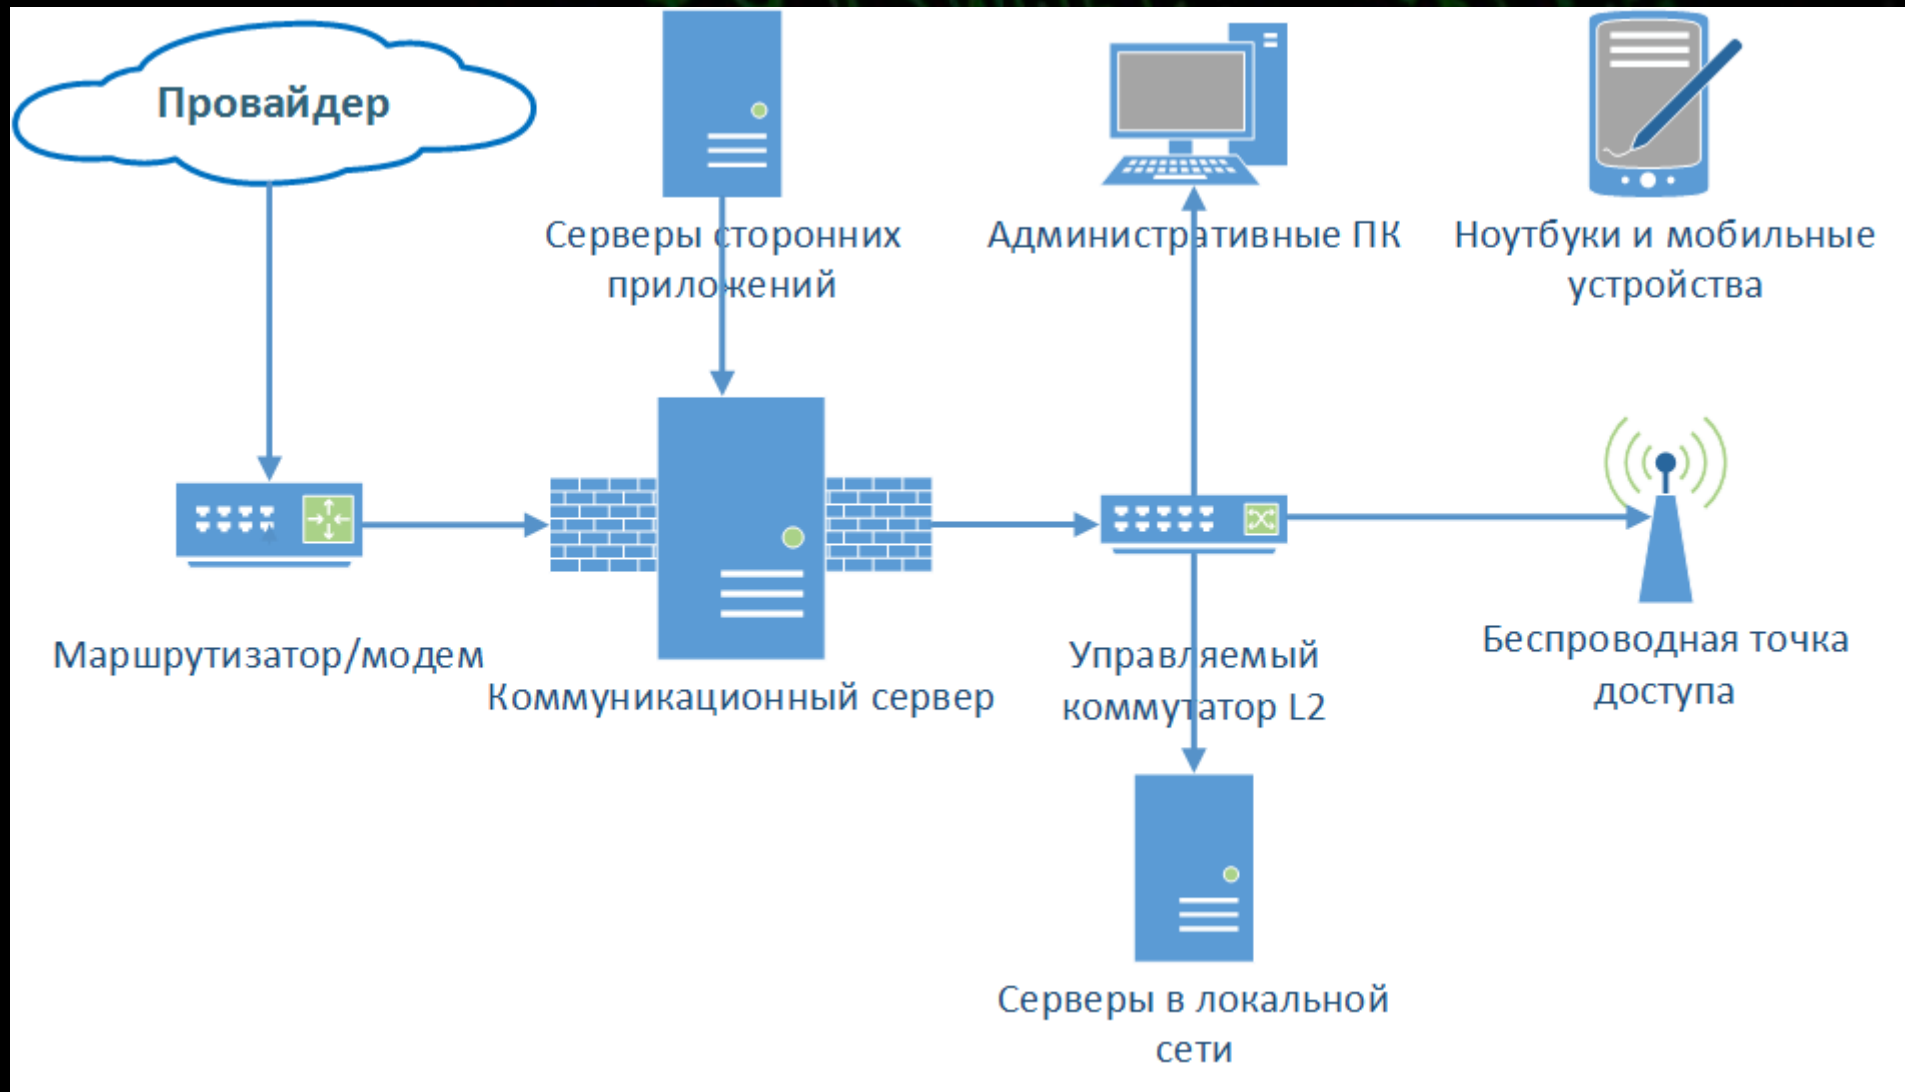 Провайдер
Серверы сторонних
приложений
Административные ПК
Ноутбуки и мобильные
устройства
Маршрутизатор/модем
Коммуникационный сервер
Управляемый
коммутатор L2
Беспроводная точка
доступа
Серверы в локальной
сети